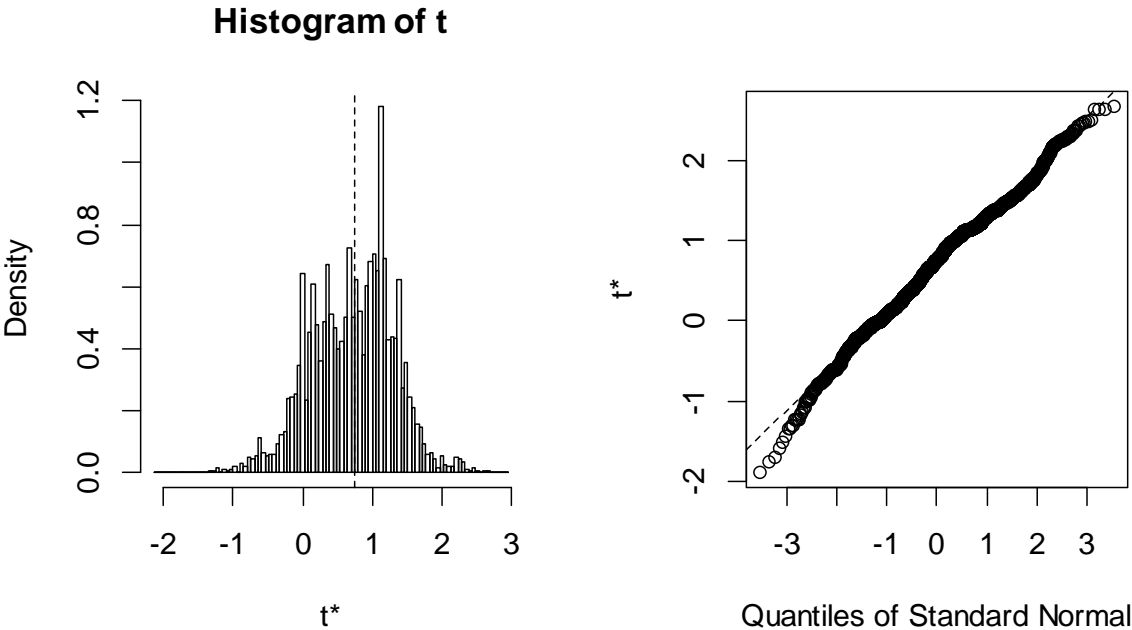 Histogram of t
Density
0.0 0.4 0.8 1.2
-2 -1 0 1 2 3
t*
t*
-2 -1 0 1 2
-3 -1 0 1 2 3
Quantiles of Standard Normal